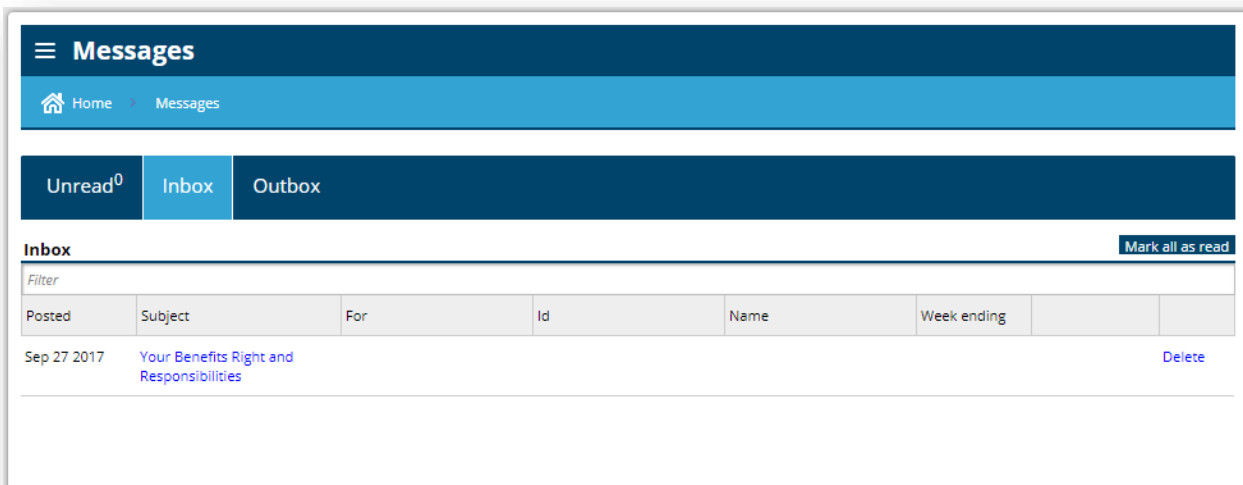 Messages
Home Messages
Unread0 Inbox Outbox
Inbox Mark all as read
Filter
Posted Subject For Id Name Week ending
Sep 27 2017 Your Benefits Right and Delete
Responsibilities